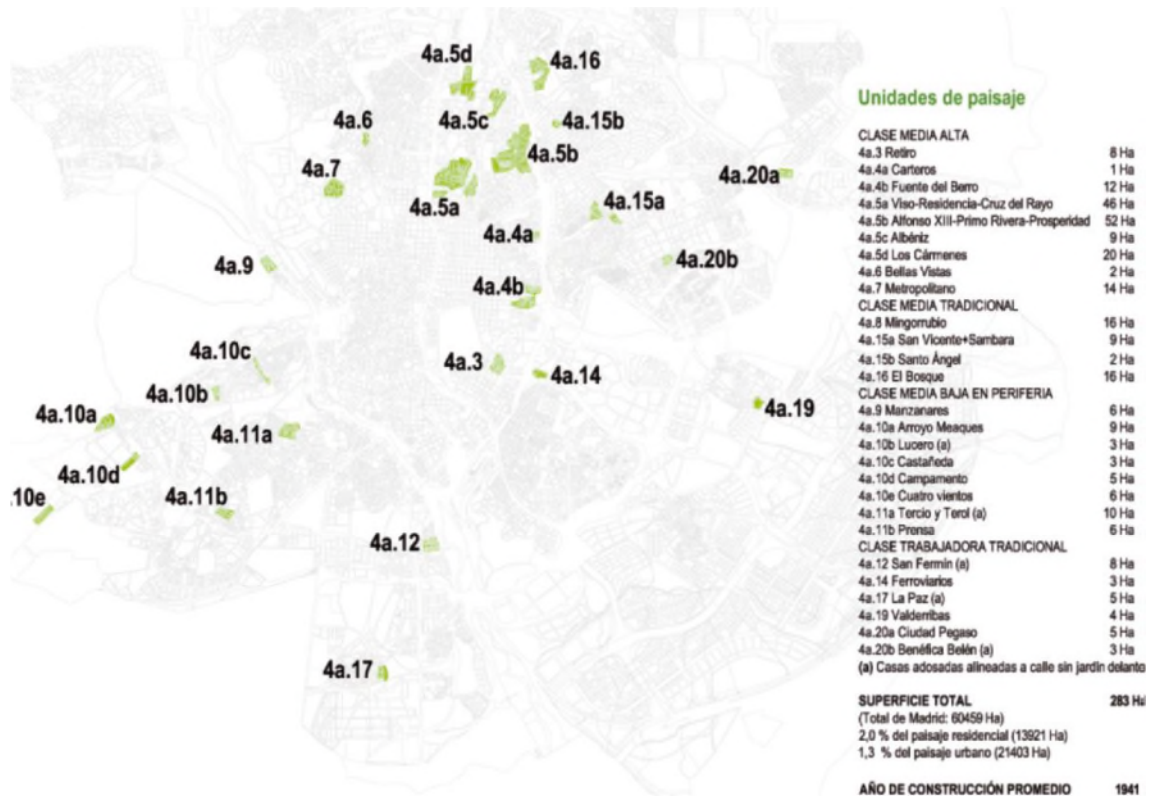 4a.5d
4a.16
4a.5c
4a.15b
4a.6
4a.5b
4a.7
4a.20a
4a.5a
4a.15a
4a.4a
4a.20b
4a.9
4a.4b
4a.10c
4a.3
4a.14
4a.10b
4a.19
4a.10a
4a.11a
4a.10d
.10e
4a.11b
4a.12
4a.17
Unidades de paisaje
CLASE MEDIA ALTA
4a.3 Retiro 8 Ha
4a.4a Carteros 1 Ha
4a.4b Fuente del Berro 12 Ha
4a.5a Viso-Residencia-Cruz del Rayo 46 Ha
4a.5b Alfonso XIII-Primo Rivera-Prosperidad 52 Ha
4a.5c Albéniz 9 Ha
4a.5d Los Cármenes 20 Ha
4a.6 Bellas Vistas 2 Ha
4a.7 Metropolitano 14 Ha
CLASE MEDIA TRADICIONAL
4a.8 Mingorrubio 16 Ha
4a.15a San Vicente+Sambara 9 Ha
4a.15b Santo Ángel 2 Ha
4a.16 El Bosque 16 Ha
CLASE MEDIA BAJA EN PERIFERIA
4a.9 Manzanares 6 Ha
4a.10a Arroyo Meaques 9 Ha
4a.10b Lucero (a) 3 Ha
4a.10c Castañeda 3 Ha
4a.10d Campamento 5 Ha
4a.10e Cuatro vientos 6 Ha
4a.11a Tercio y Terol (a) 10 Ha
4a.11b Prensa 6 Ha
CLASE TRABAJADORA TRADICIONAL
4a.12 San Fermín (a) 8 Ha
4a.14 Ferroviarios 3 Ha
4a.17 La Paz (a) 5 Ha
4a.19 Valderribas 4 Ha
4a.20a Ciudad Pegaso 5 Ha
4a.20b Benéfica Belén (a) 3 Ha
(a) Casas adosadas alineadas a calle sin jardín delanto
SUPERFICIE TOTAL 283 Ha
(Total de Madrid: 60459 Ha)
2,0 % del paisaje residencial (13921 Ha)
1,3 % del paisaje urbano (21403 Ha)
AÑO DE CONSTRUCCIÓN PROMEDIO 1941